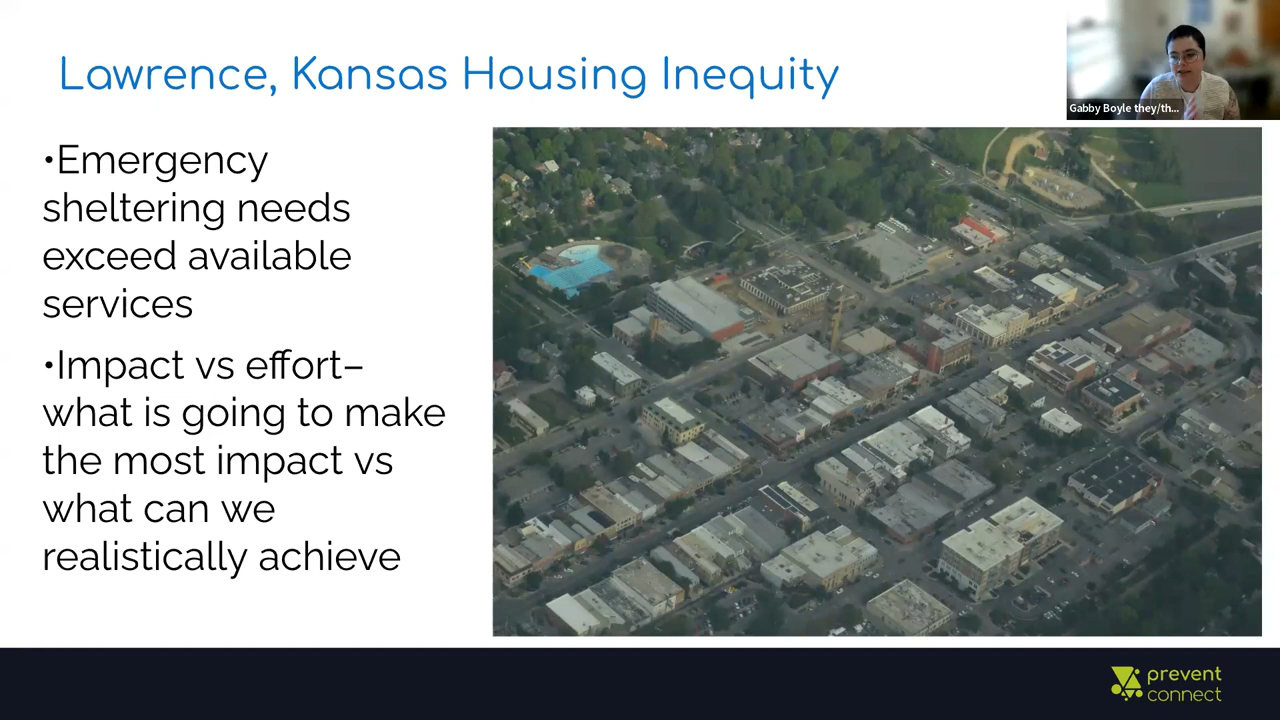 Lawrence, Kansas Housing Inequity
Gabby Boyle they/th...
•Emergency
sheltering needs
exceed available
services
•Impact vs effort–
what is going to make
the most impact vs
what can we
realistically achieve
prevent
connect